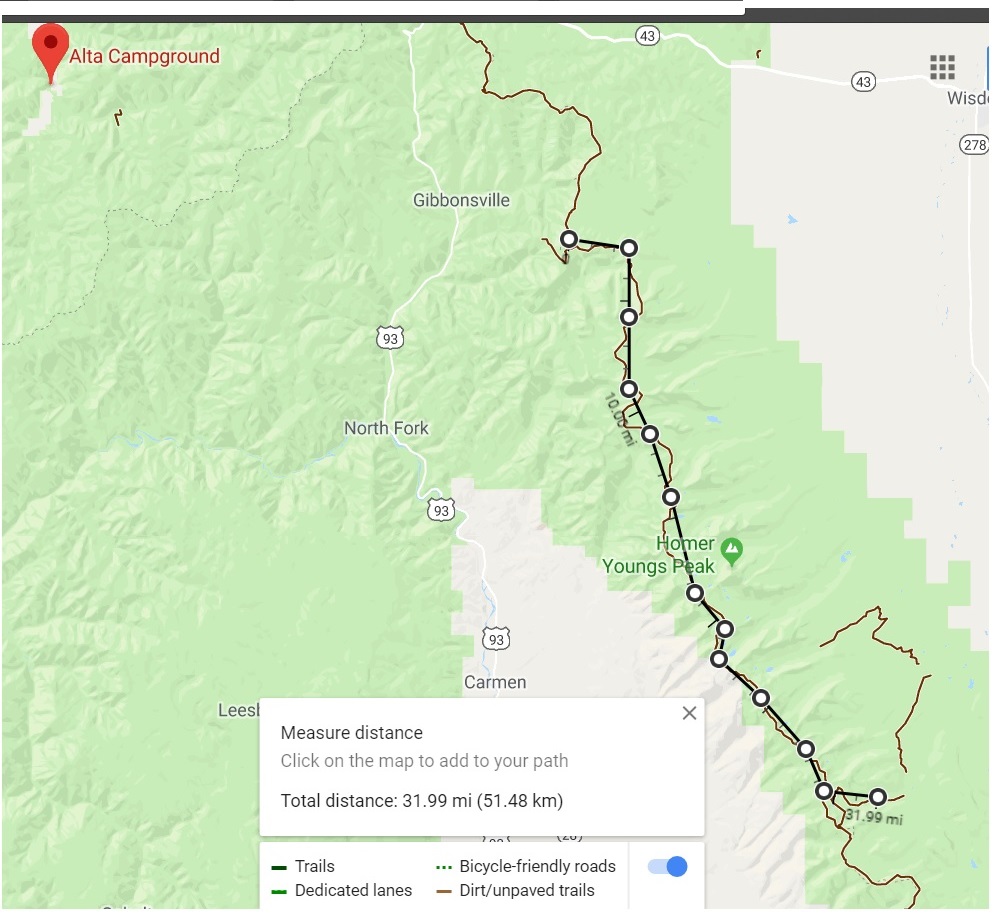 Alta Campground
43
43
Wisd
278
Gibbonsville
93
10.00 mi
North Fork
93
Homer
Youngs Peak
93
Carmen
Leesb
Measure distance
Click on the map to add to your path
Total distance: 31.99 mi (51.48 km)
31.99 mi
Trails
Bicycle-friendly roads
Dedicated lanes
Dirt/unpaved trails